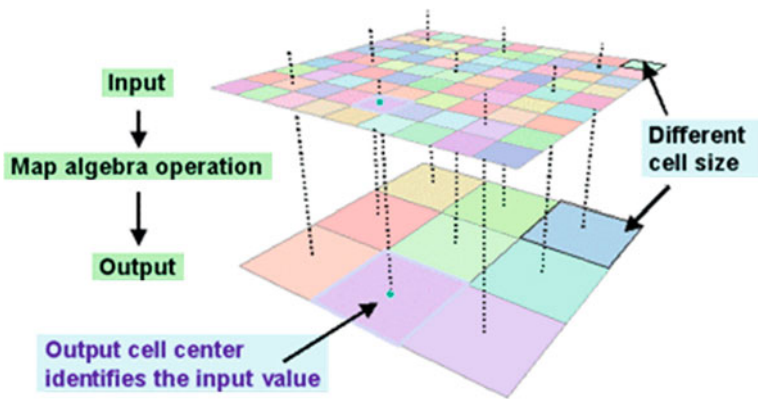 Input
Map algebra operation
Output
Different
cell size
Output cell center
identifies the input value